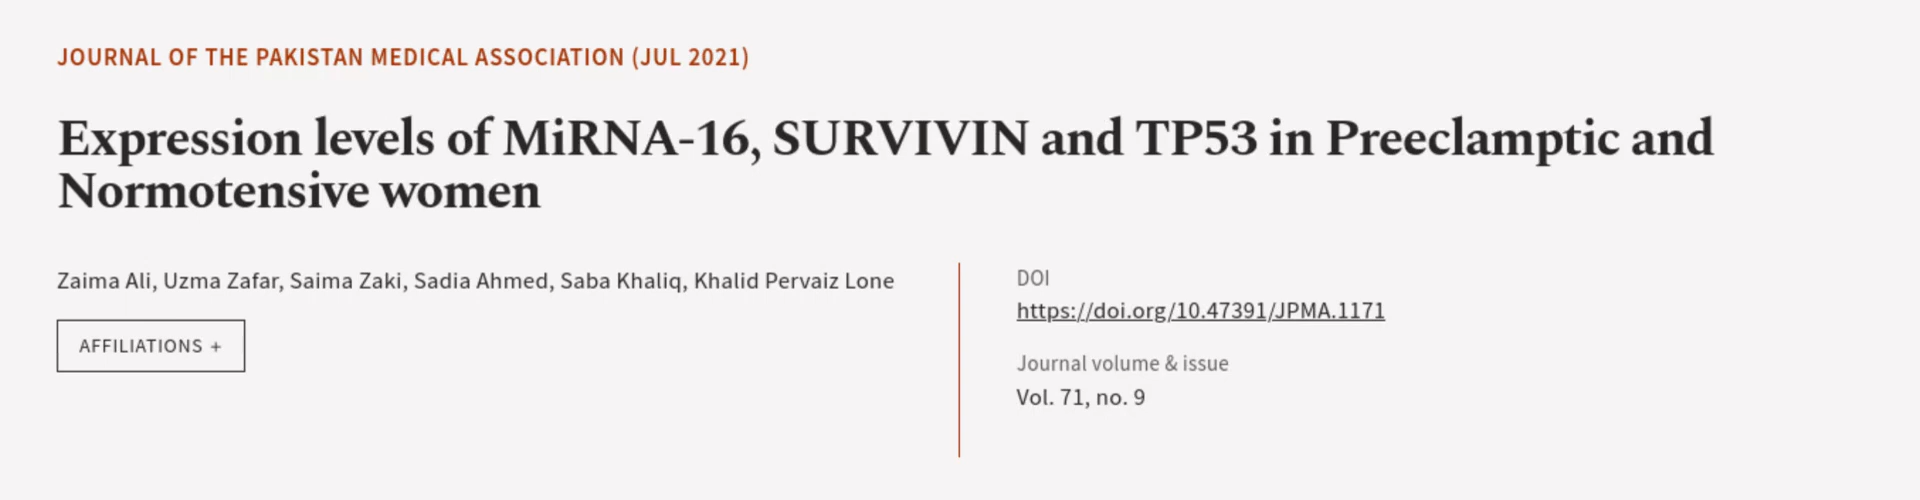 JOURNAL OF THE PAKISTAN MEDICAL ASSOCIATION (JUL 2021)
Expression levels of MiRNA-16, SURVIVIN and TP53 in Preeclamptic and
Normotensive women
Zaima Ali, Uzma Zafar, Saima Zaki, Sadia Ahmed, Saba Khaliq, Khalid Pervaiz Lone
AFFILIATIONS +
DOI
https://doi.org/10.47391/JPMA.1171
Journal volume & issue
Vol. 71, no. 9